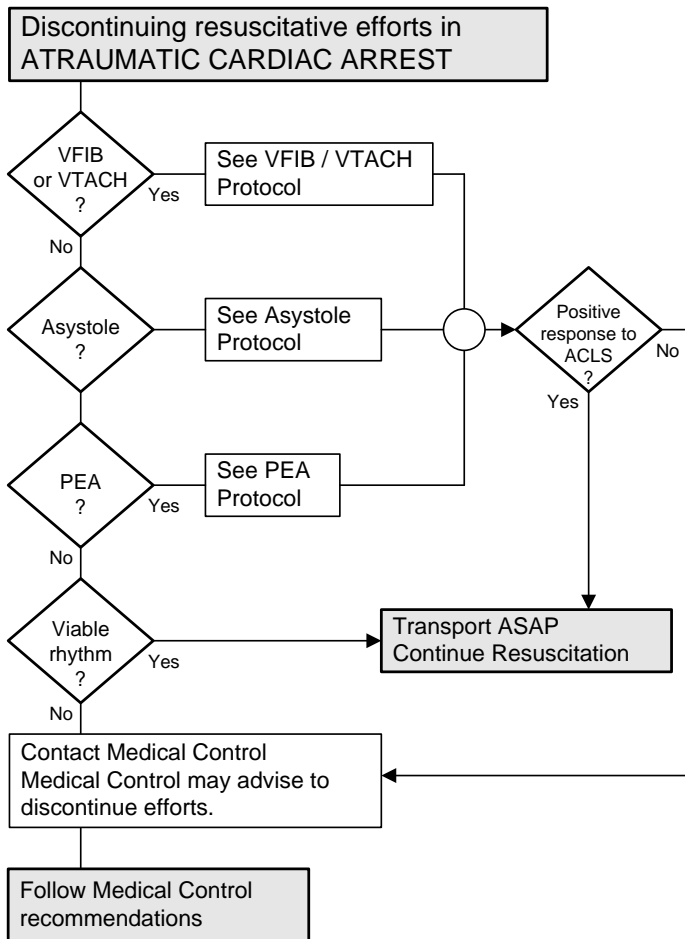 Discontinuing resuscitative efforts in
ATRAUMATIC CARDIAC ARREST
VFIB
or VTACH
?
Yes
See VFIB / VTACH
Protocol
No
Asystole
?
See Asystole
Protocol
Positive
response to
ACLS
?
No
Yes
PEA
?
Yes
See PEA
Protocol
No
Viable
rhythm
?
Yes
Transport ASAP
Continue Resuscitation
No
Contact Medical Control
Medical Control may advise to
discontinue efforts.
Follow Medical Control
recommendations